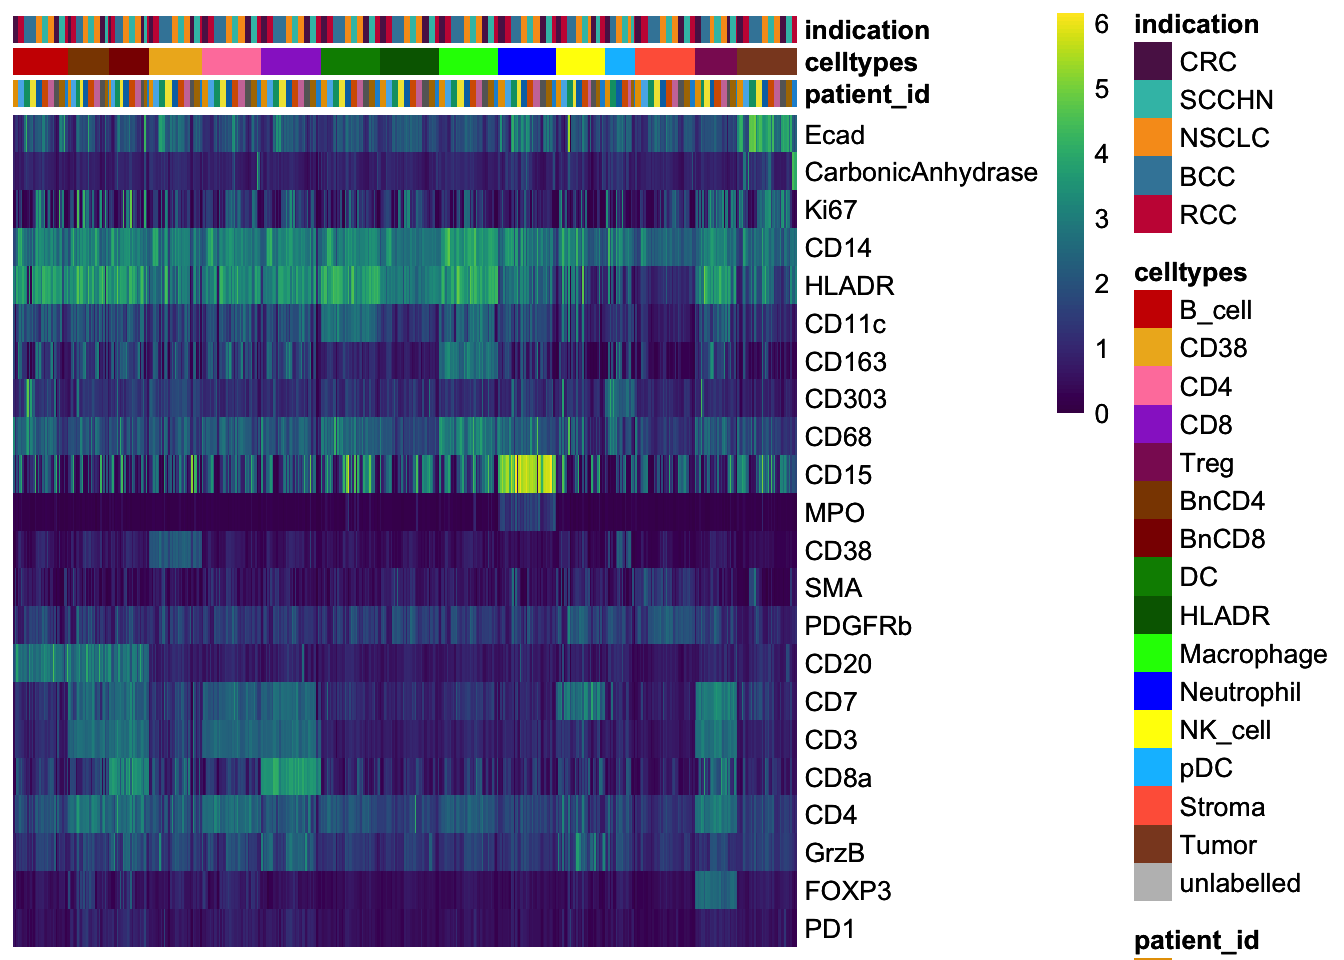 indication
celltypes
patient_id
Ecad
CarbonicAnhydrase
Ki67
CD14
HLADR
CD11c
CD163
CD303
CD68
CD15
MPO
CD38
SMA
PDGFRb
CD20
CD7
CD3
CD8a
CD4
GrzB
FOXP3
PD1
6
5
4
3
2
1
0
indication
CRC
SCCHN
NSCLC
BCC
RCC
celltypes
B_cell
CD38
CD4
CD8
Treg
BnCD4
BnCD8
DC
HLADR
Macrophage
Neutrophil
NK_cell
pDC
Stroma
Tumor
unlabelled
patient_id